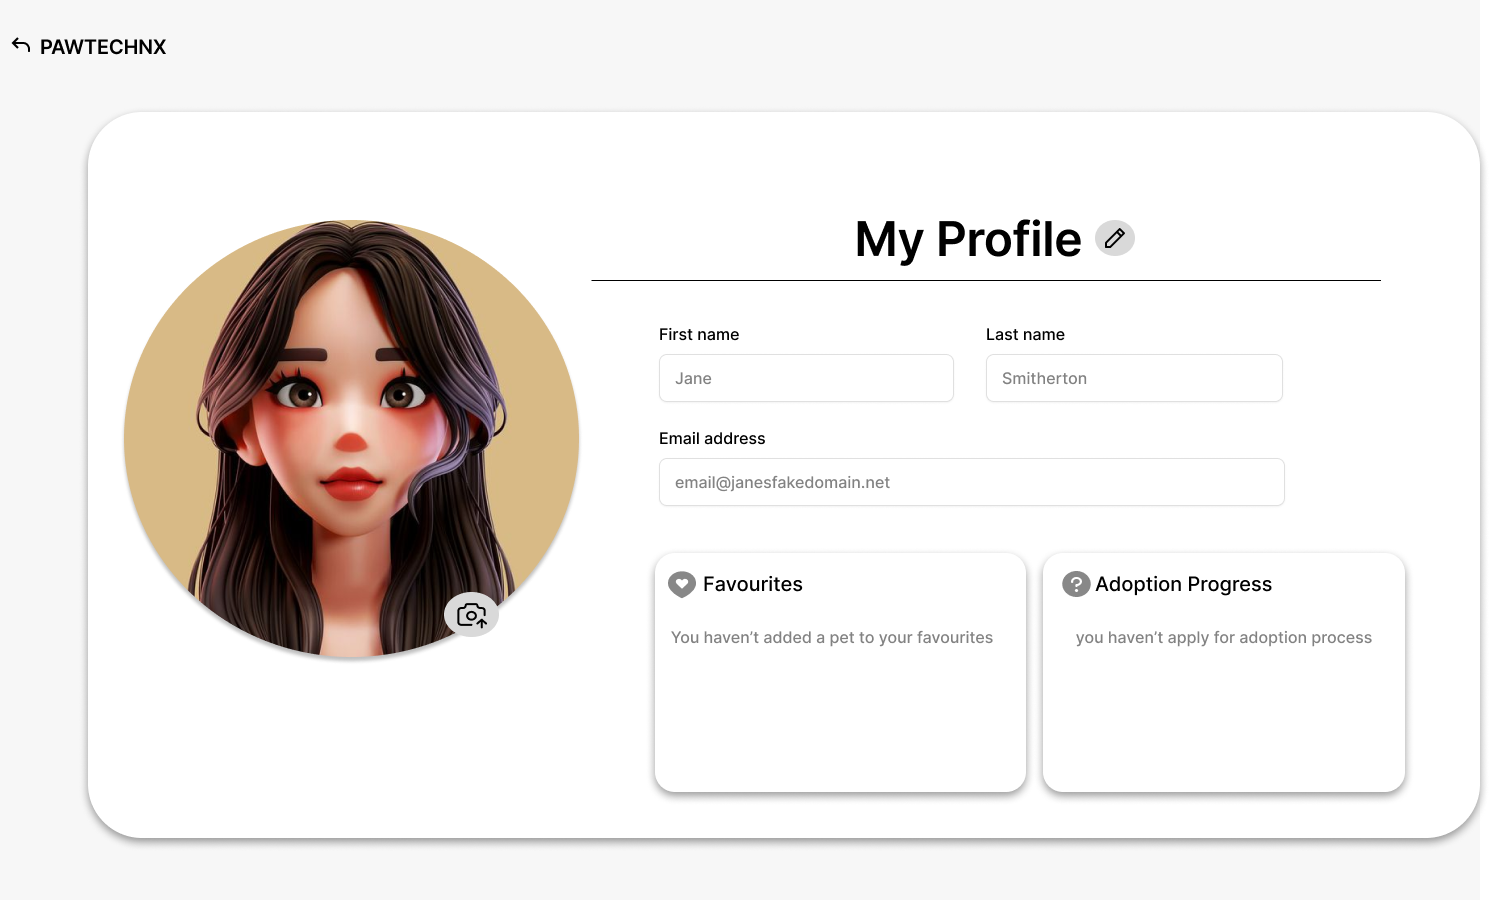 PAWTECHNX
My Profile
First name
Last name
Jane
Smitherton
Email address
email@janesfakedomain.net
Favourites
You haven’t added a pet to your favourites
Adoption Progress
you haven’t apply for adoption process